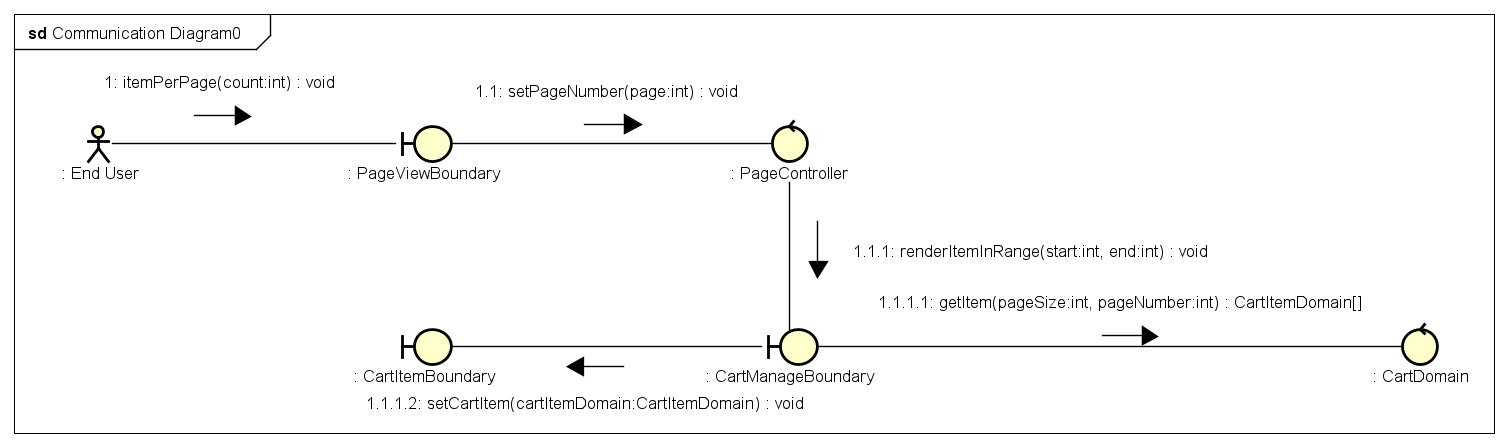 sd Communication Diagram0
1: itemPerPage(count:int) : void
1.1: setPageNumber(page:int) : void
: End User
: PageViewBoundary
: PageController
1.1.1: renderItemInRange(start:int, end:int) : void
1.1.1.1: getItem(pageSize:int, pageNumber:int) : CartItemDomain[]
: CartItemBoundary
: CartManageBoundary
: CartDomain
1.1.1.2: setCartItem(cartItemDomain:CartItemDomain) : void